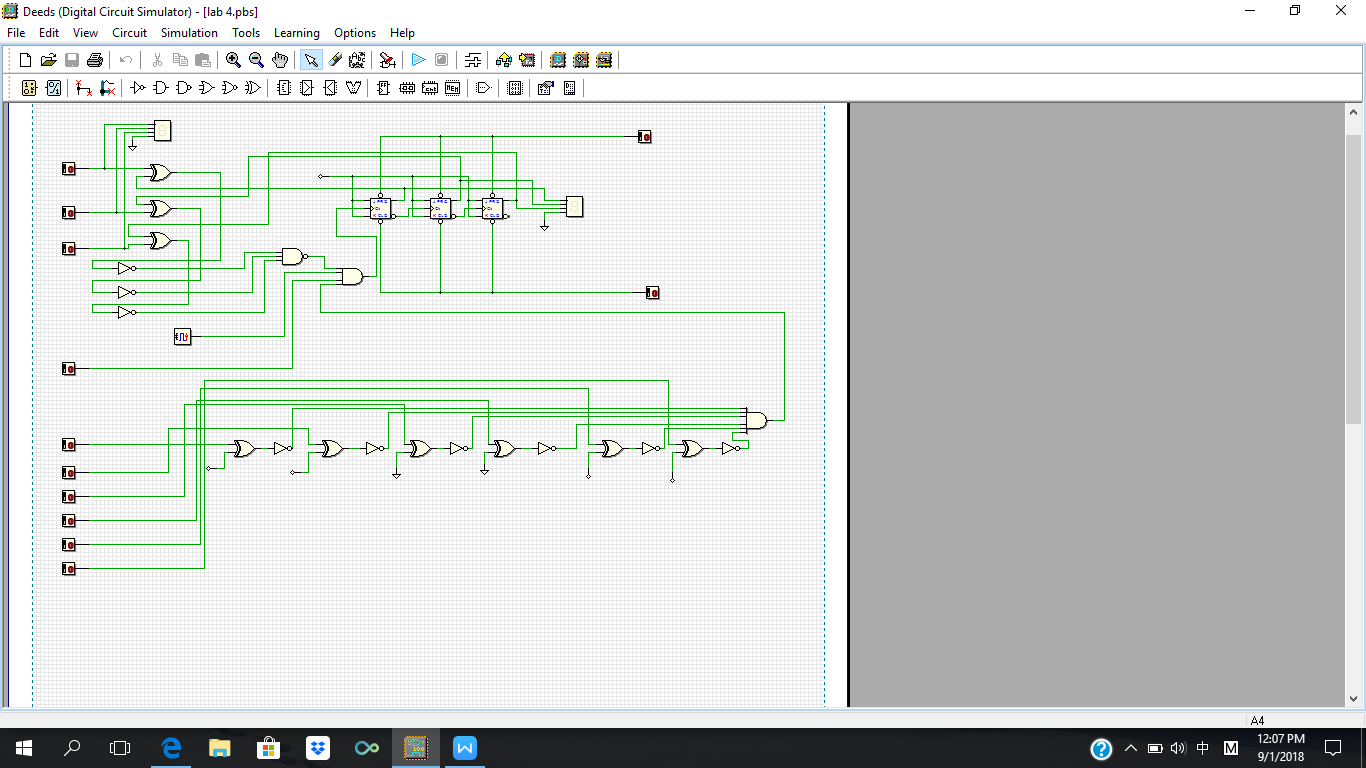 Deeds (Digital Circuit Simulator) - [lab 4.pbs]
File Edit View Circuit Simulation Tools Learning Options Help
A4
中
12:07 PM
9/1/2018